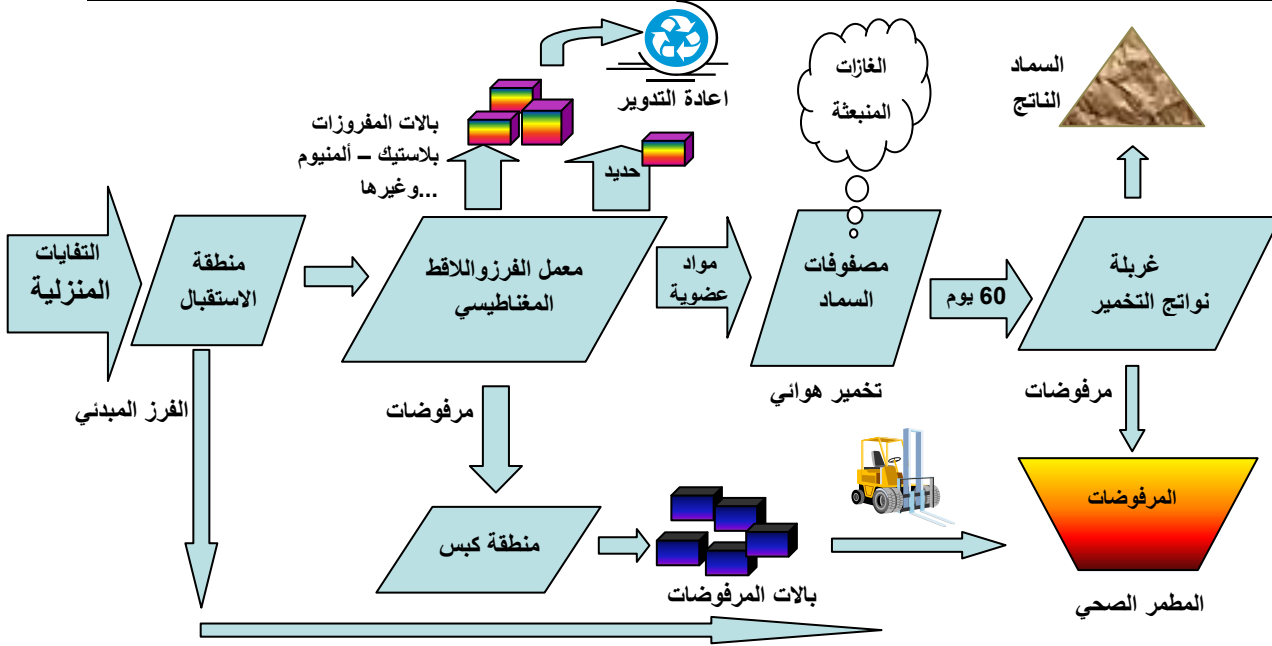 اعادة التدوير
الغازات
المنبعثة
السماد
الناتج
بالات المفروزات
بلاستيك – ألمنيوم
...وغيرها
حديد
التفايات
المنزلية
منطقة
الاستقبال
معمل الفرزواللاقط
المغناطيسي
مواد
عضوية
مصفوفات
السماد
60 يوم
غربلة
نواتج التخمير
الفرز المبدئي
مرفوضات
تخمير هوائي
مرفوضات
منطقة كبس
بالات المرفوضات
المرفوضات
المطمر الصحي